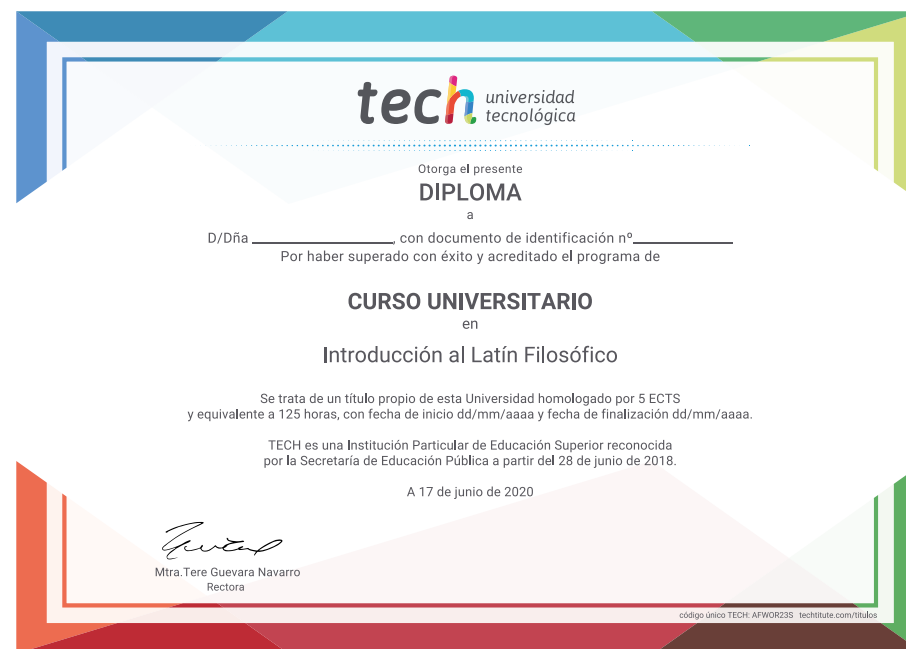 tech universidad
tecnológica
Otorga el presente
DIPLOMA
a
D/Dña ____________________, con documento de identificación nº______________
Por haber superado con éxito y acreditado el programa de
CURSO UNIVERSITARIO
en
Introducción al Latín Filosófico
Se trata de un título propio de esta Universidad homologado por 5 ECTS
y equivalente a 125 horas, con fecha de inicio dd/mm/aaaa y fecha de finalización dd/mm/aaaa.
TECH es una Institución Particular de Educación Superior reconocida
por la Secretaría de Educación Pública a partir del 28 de junio de 2018.
A 17 de junio de 2020
Mtra.Tere Guevara Navarro
Rectora
código único TECH: AFWOR23S techtitute.com/titulos